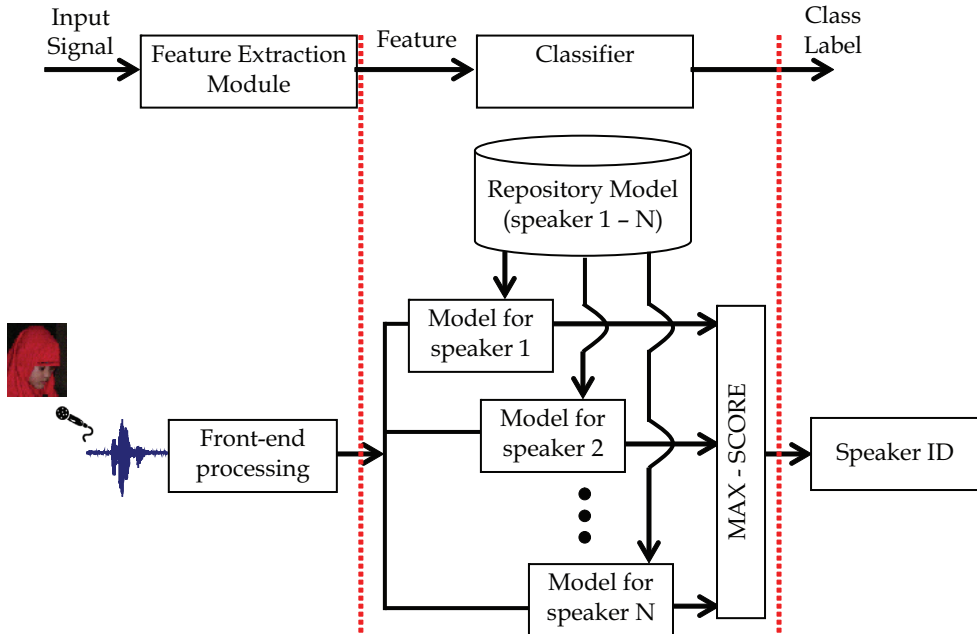 Input
Signal
Feature Extraction
Module
Feature
Classifier
Class
Label
Repository Model
(speaker 1 – N)
Model for
speaker 1
Front-end
processing
Model for
speaker 2
Model for
speaker N
MAX - SCORE
Speaker ID